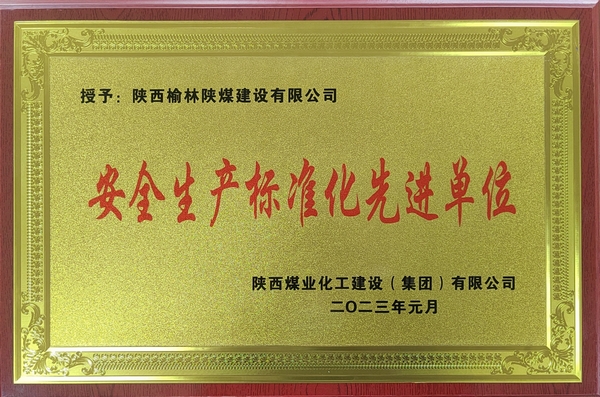 授予：陕西榆林陕煤建设有限公司
安全生产标准化先进单位
陕西煤业化工建设（集团）有限公司
二〇二三年元月